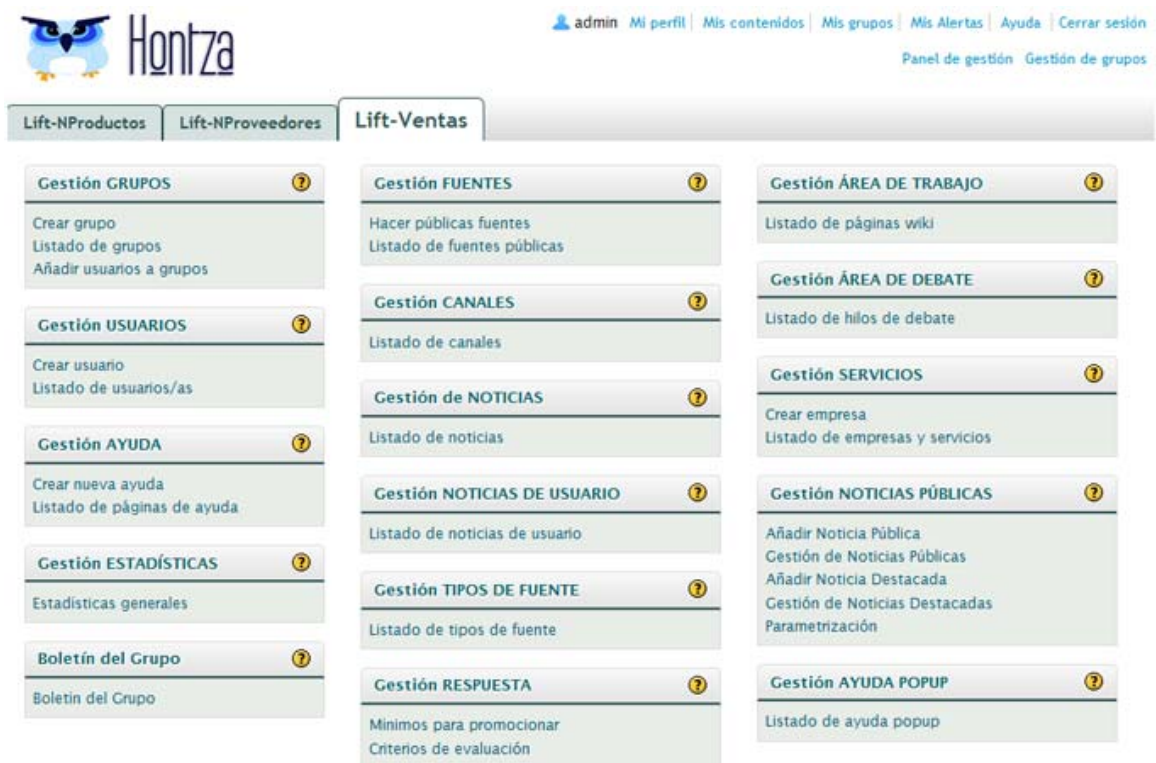 Hontza
admin Mi perfil Mis contenidos Mis grupos Mis Alertas Ayuda Cerrar sesión
Panel de gestión Gestión de grupos
Lift-NProductos Lift-NProveedores Lift-Ventas
Gestión GRUPOS ?
Crear grupo
Listado de grupos
Añadir usuarios a grupos
Gestión USUARIOS ?
Crear usuario
Listado de usuarios/as
Gestión AYUDA ?
Crear nueva ayuda
Listado de páginas de ayuda
Gestión ESTADÍSTICAS ?
Estadísticas generales
Boletín del Grupo ?
Boletin del Grupo
Gestión FUENTES ?
Hacer públicas fuentes
Listado de fuentes públicas
Gestión CANALES ?
Listado de canales
Gestión de NOTICIAS ?
Listado de noticias
Gestión NOTICIAS DE USUARIO ?
Listado de noticias de usuario
Gestión TIPOS DE FUENTE ?
Listado de tipos de fuente
Gestión RESPUESTA ?
Minimos para promocionar
Criterios de evaluación
Gestión ÁREA DE TRABAJO ?
Listado de páginas wiki
Gestión ÁREA DE DEBATE ?
Listado de hilos de debate
Gestión SERVICIOS ?
Crear empresa
Listado de empresas y servicios
Gestión NOTICIAS PÚBLICAS ?
Añadir Noticia Pública
Gestión de Noticias Públicas
Añadir Noticia Destacada
Gestión de Noticias Destacadas
Parametrización
Gestión AYUDA POPUP ?
Listado de ayuda popup